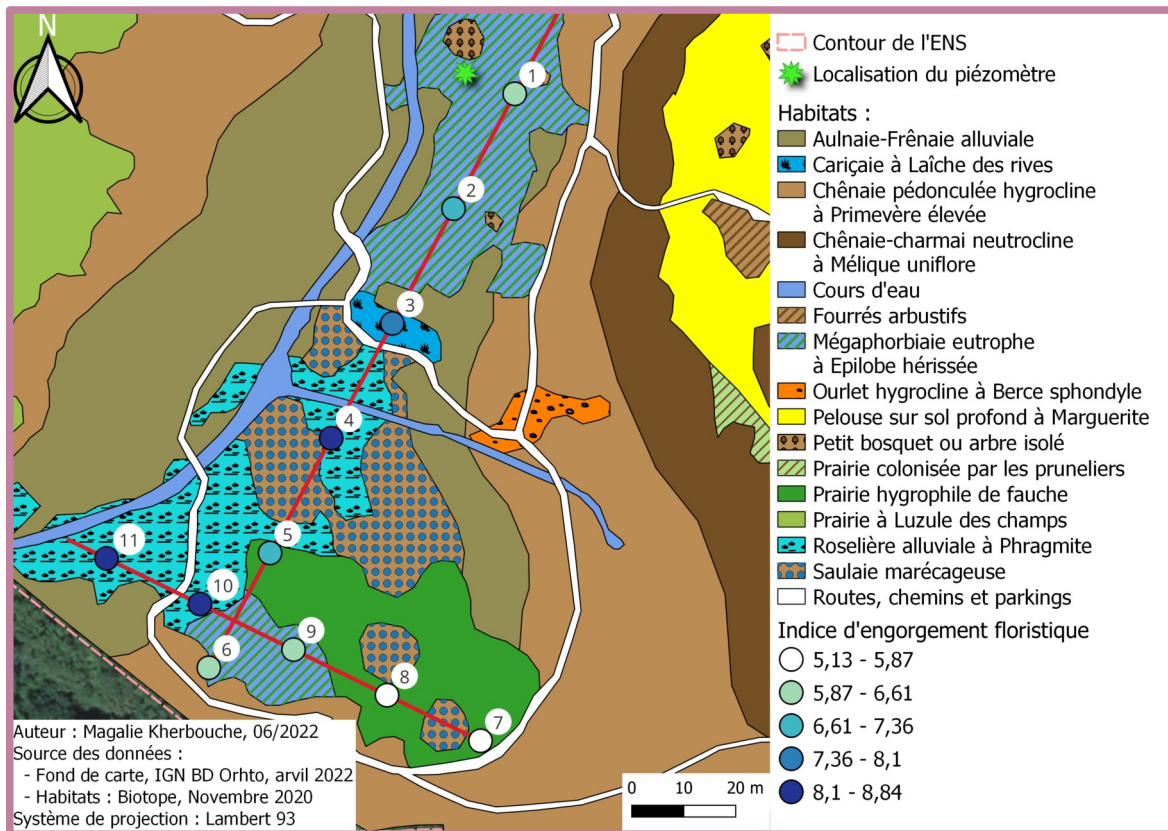 N
1
2
3
4
5
11
10
9
6
8
7
Auteur : Magalie Kherbouche, 06/2022
Source des données :
- Fond de carte, IGN BD Orhto, arvil 2022
- Habitats : Biotope, Novembre 2020
Système de projection : Lambert 93
0 10 20 m
Contour de l'ENS
Localisation du piézomètre
Habitats :
Aulnaie-Frênaie alluviale
Cariçaie à Laîche des rives
Chênaie pédonculée hygrocline
à Primevère élevée
Chênaie-charmai neutrocline
à Mélique uniflore
Cours d'eau
Fourrés arbustifs
Mégaphorbiaie eutrophe
à Epilobe hérissée
Ourlet hygrocline à Berce sphondyle
Pelouse sur sol profond à Marguerite
Petit bosquet ou arbre isolé
Prairie colonisée par les pruneliers
Prairie hygrophile de fauche
Prairie à Luzule des champs
Roselière alluviale à Phragmite
Saulaie marécageuse
Routes, chemins et parkings
Indice d'engorgement floristique
5,13 - 5,87
5,87 - 6,61
6,61 - 7,36
7,36 - 8,1
8,1 - 8,84